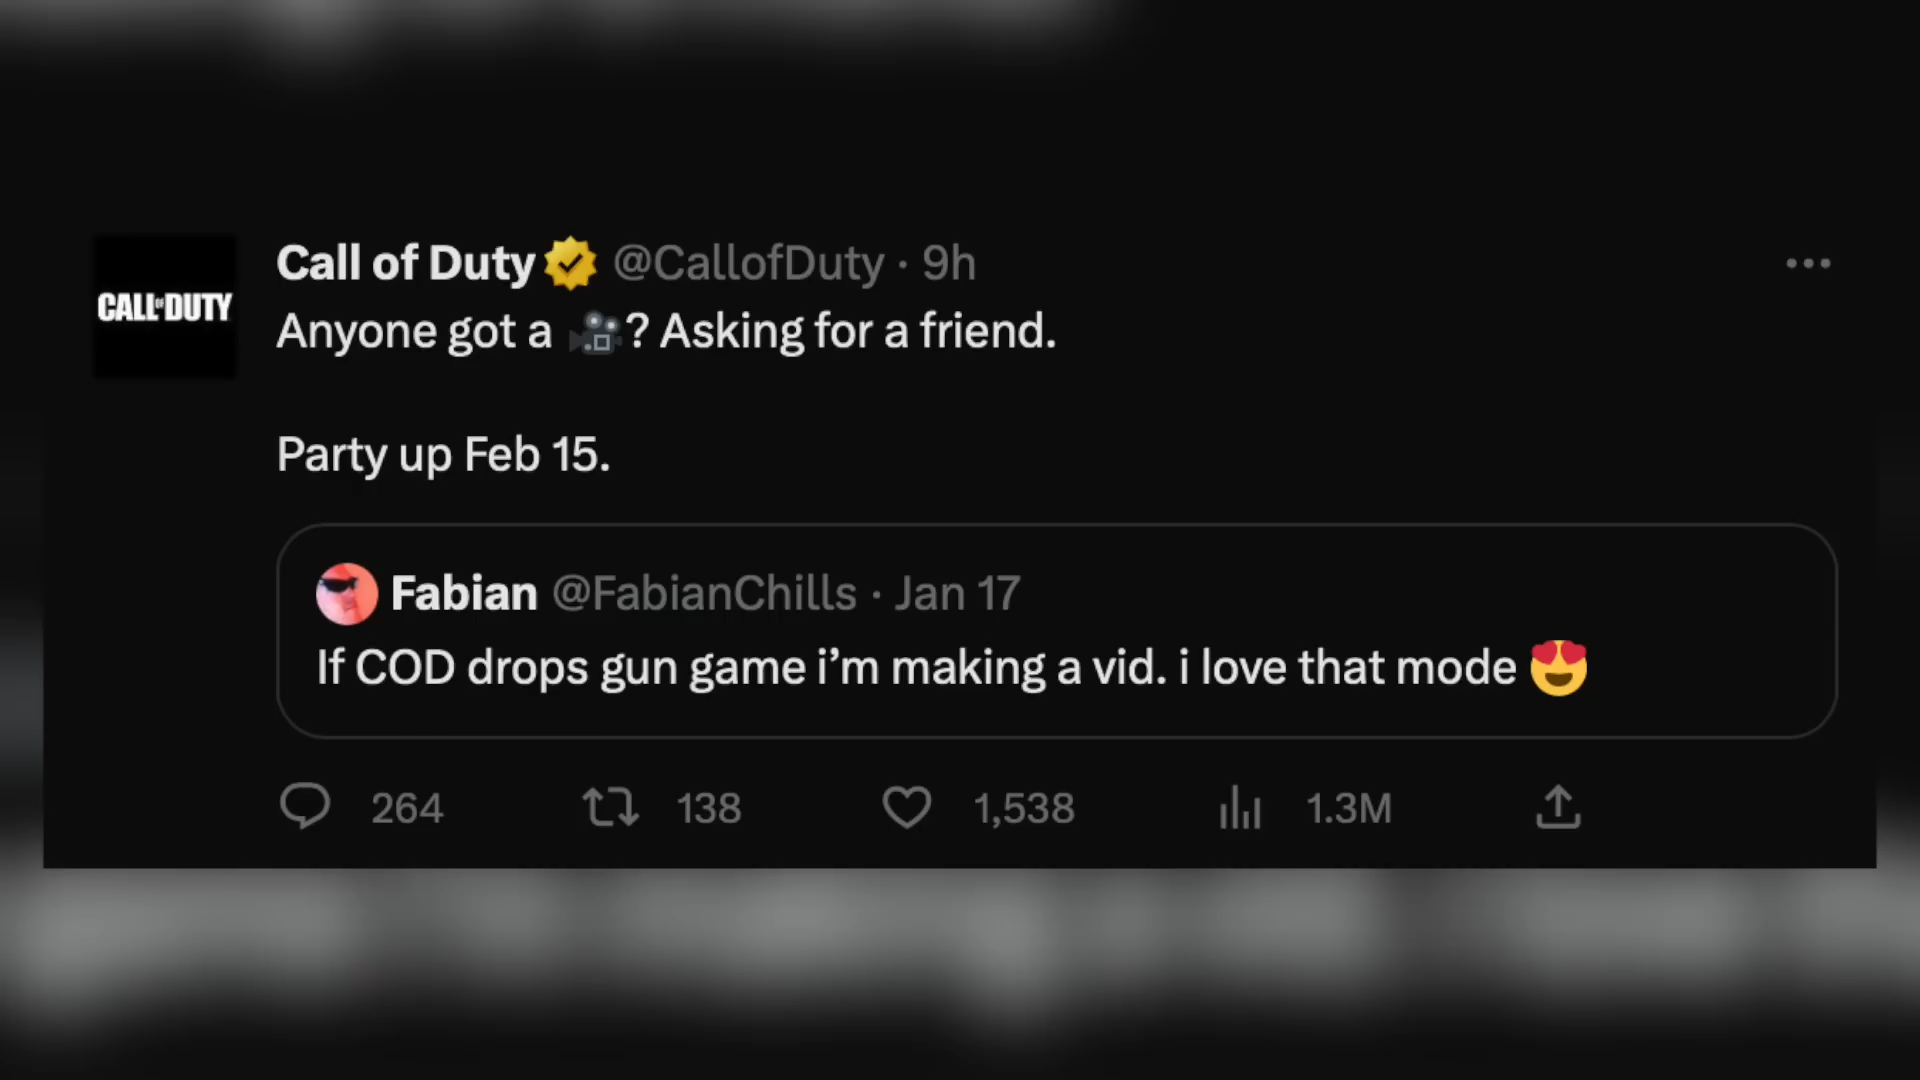 CALL OF DUTY
Call of Duty @CallofDuty · 9h
Anyone got a 🎥? Asking for a friend.
Party up Feb 15.
Fabian @FabianChills · Jan 17
If COD drops gun game i’m making a vid. i love that mode 😍
264 138 1,538 1.3M